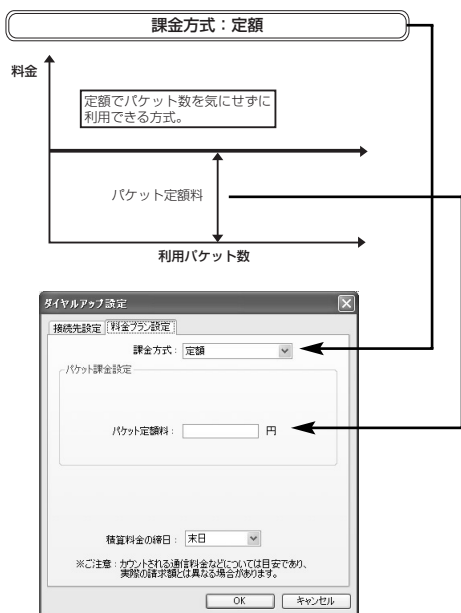 課金方式：定額
料金
定額でパケット数を気にせずに
利用できる方式。
パケット定額料
利用パケット数
ダイヤルアップ設定
接続先設定 料金プラン設定
課金方式： 定額
パケット課金設定
パケット定額料： 円
積算料金の締日： 末日
※ご注意：カウントされる通信料金などについては目安であり、
実際の請求額とは異なる場合があります。
OK キャンセル